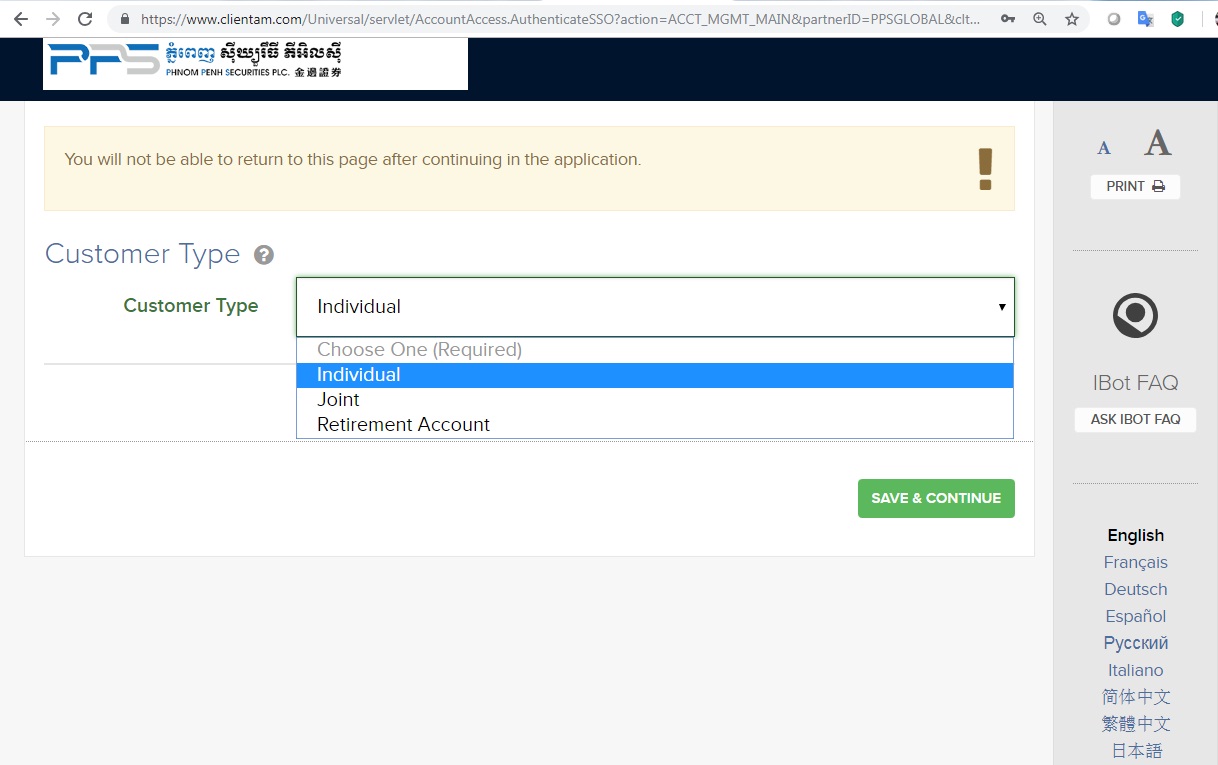 https://www.clientam.com/Universal/servlet/AccountAccess.AuthenticateSSO?action=ACCT_MGMT_MAIN&partnerID=PPSGLOBAL&clt...
PPS
ភ្នំពេញ ស៊ីឃ្យួរឹធី ភីអិលស៊ី
PHNOM PENH SECURITIES PLC. 金邊證券
You will not be able to return to this page after continuing in the application.
!
Customer Type ?
Customer Type
Individual
Choose One (Required)
Individual
Joint
Retirement Account
SAVE & CONTINUE
A A
PRINT
IBot FAQ
ASK IBOT FAQ
English
Français
Deutsch
Español
Русский
Italiano
简体中文
繁體中文
日本語